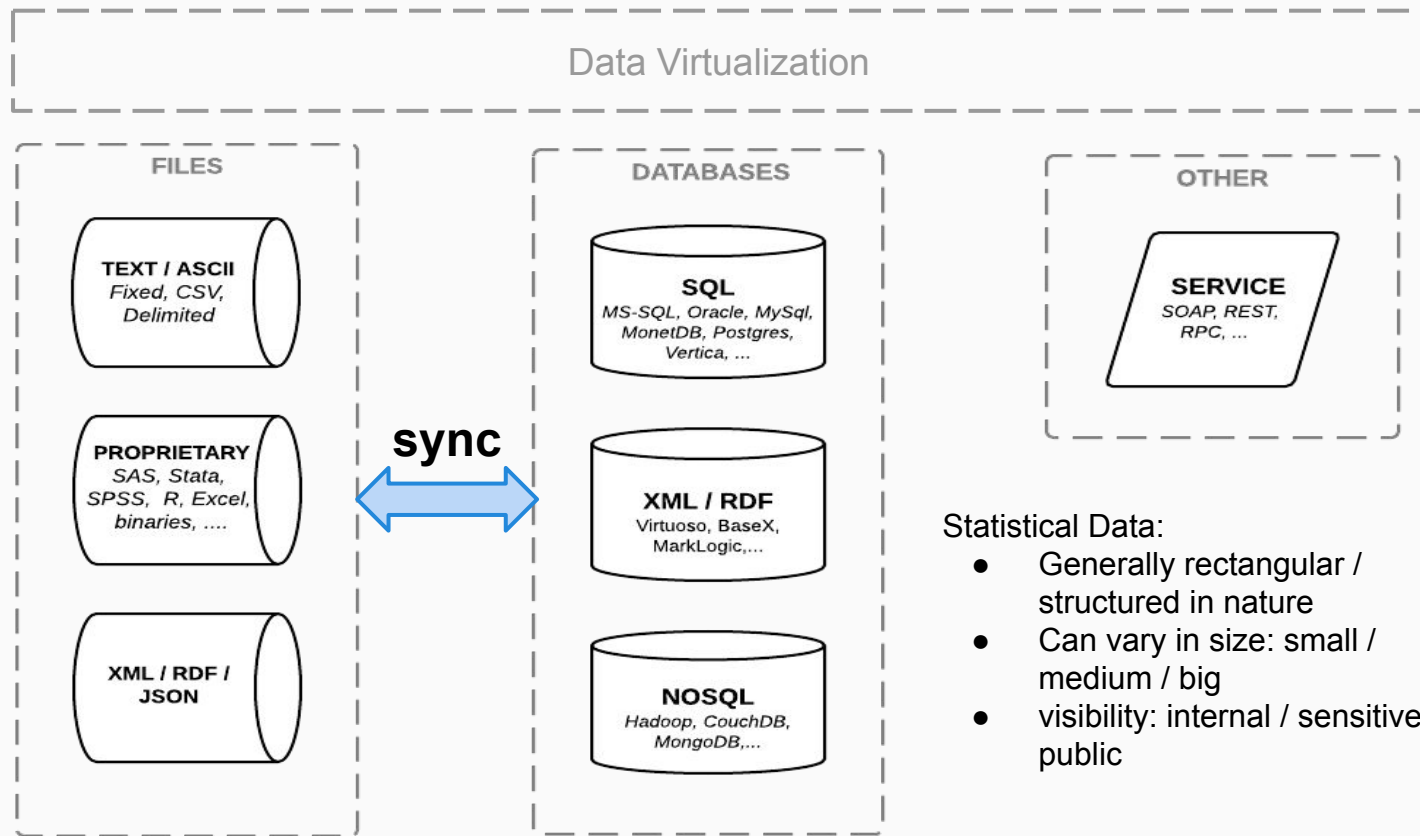 Data Virtualization
FILES
TEXT / ASCII
Fixed, CSV,
Delimited
PROPRIETARY
SAS, Stata,
SPSS, R, Excel,
binaries, ....
XML / RDF /
JSON
sync
DATABASES
SQL
MS-SQL, Oracle, MySql,
MonetDB, Postgres,
Vertica, ...
XML / RDF
Virtuoso, BaseX,
MarkLogic,...
NOSQL
Hadoop, CouchDB,
MongoDB,...
OTHER
SERVICE
SOAP, REST,
RPC, ...
Statistical Data:
● Generally rectangular /
structured in nature
● Can vary in size: small /
medium / big
● visibility: internal / sensitive
public